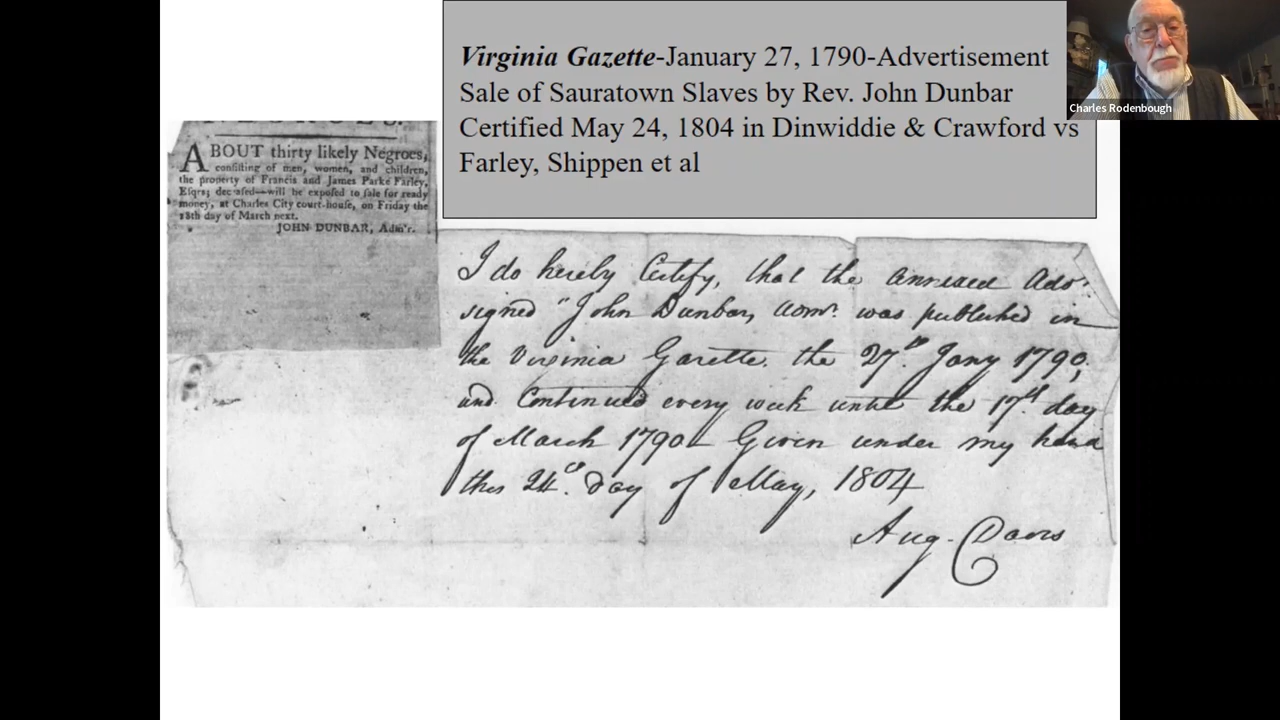 Virginia Gazette-January 27, 1790-Advertisement
Sale of Sauratown Slaves by Rev. John Dunbar
Certified May 24, 1804 in Dinwiddie & Crawford vs
Farley, Shippen et al
Charles Rodenbough
NEGROES
ABOUT thirty likely Negroes,
conſiſting of men, women, and children,
the property of Francis and James Parke Farley,
Eſqrs; deceaſed—will be expoſed to ſale for ready
money, at Charles City court-houſe, on Friday the
18th day of March next.
JOHN DUNBAR, Adm'r.
I do hereby Certify, that the annexed Adv.
signed "John Dunbar, Admr. was published in
the Virginia Gazette. the 27th. Jany 1790,
and Continued every week until the 17th day
of March 1790 Given under my hand
this 24th. Day of May, 1804
Aug. Davis